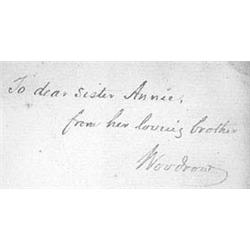 To dear sister Annie,
from her loving brother
Woodrow